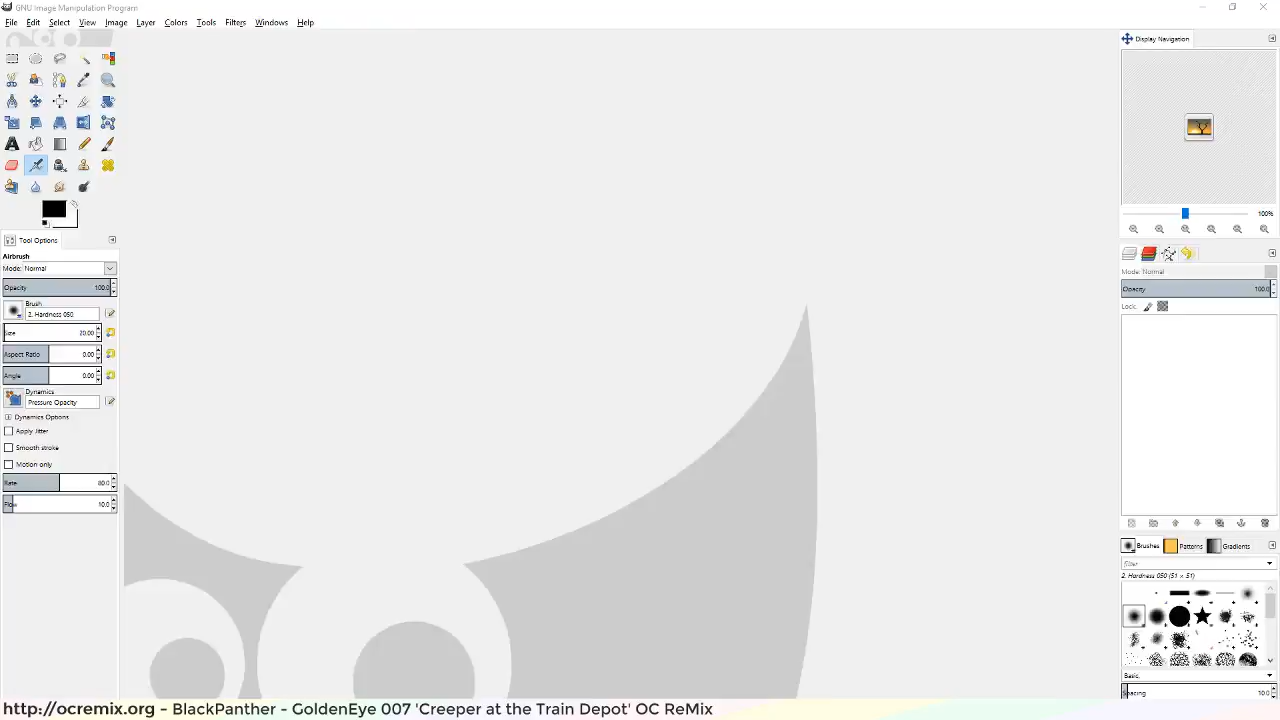 GNU Image Manipulation Program
File Edit Select View Image Layer Colors Tools Filters Windows Help
Display Navigation
100%
Tool Options
Airbrush
Mode: Normal
Opacity 100.0
Brush
2. Hardness 050
Size 20.00
Aspect Ratio 0.00
Angle 0.00
Dynamics
Pressure Opacity
Dynamics Options
Apply Jitter
Smooth stroke
Motion only
Rate 80.0
Flow 10.0
Mode: Normal
Opacity 100.0
Lock:
Brushes Patterns Gradients
filter
2. Hardness 050 (51 × 51)
Basic,
Spacing 10.0
http://ocremix.org - BlackPanther - GoldenEye 007 'Creeper at the Train Depot' OC ReMix